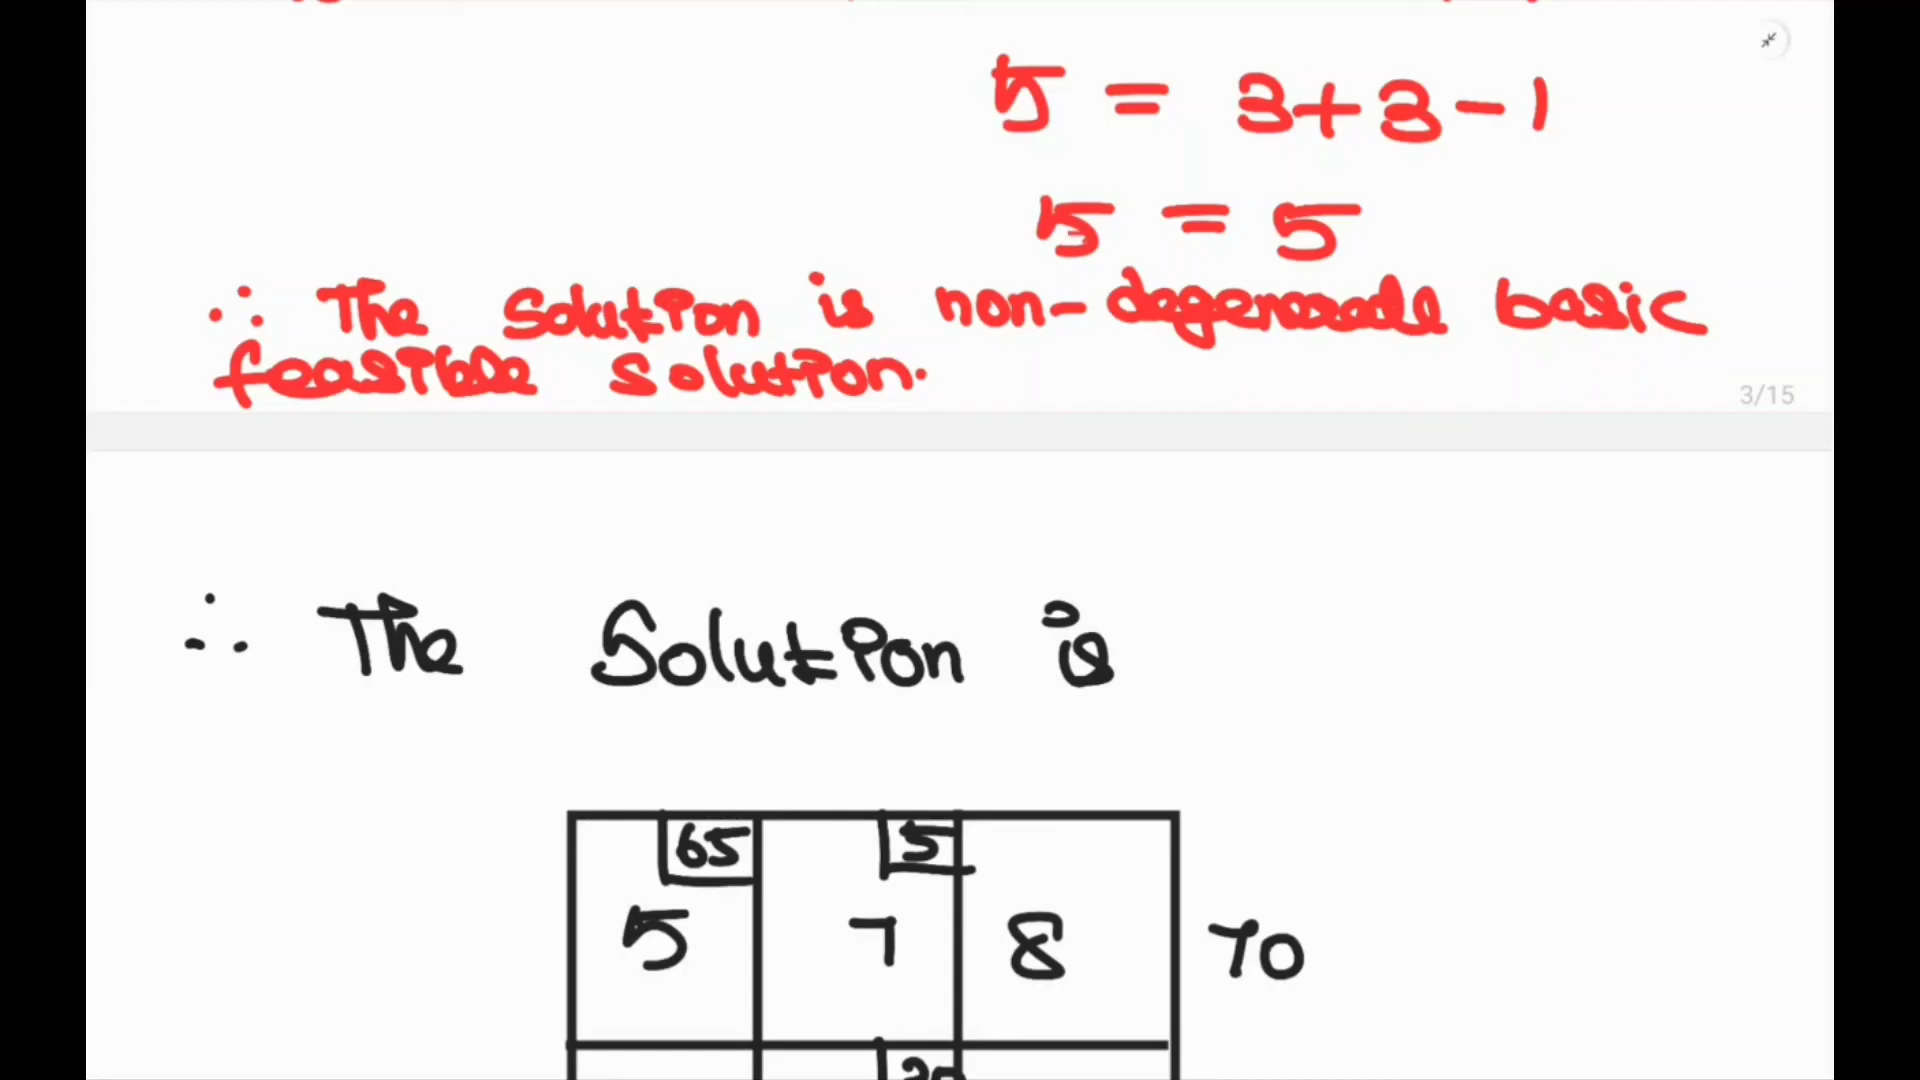 5 = 3+3-1
5 = 5
∴ The Solution is non-degenerate basic
feasible solution.
3/15
∴ The Solution is
65 5
5 7 8 70